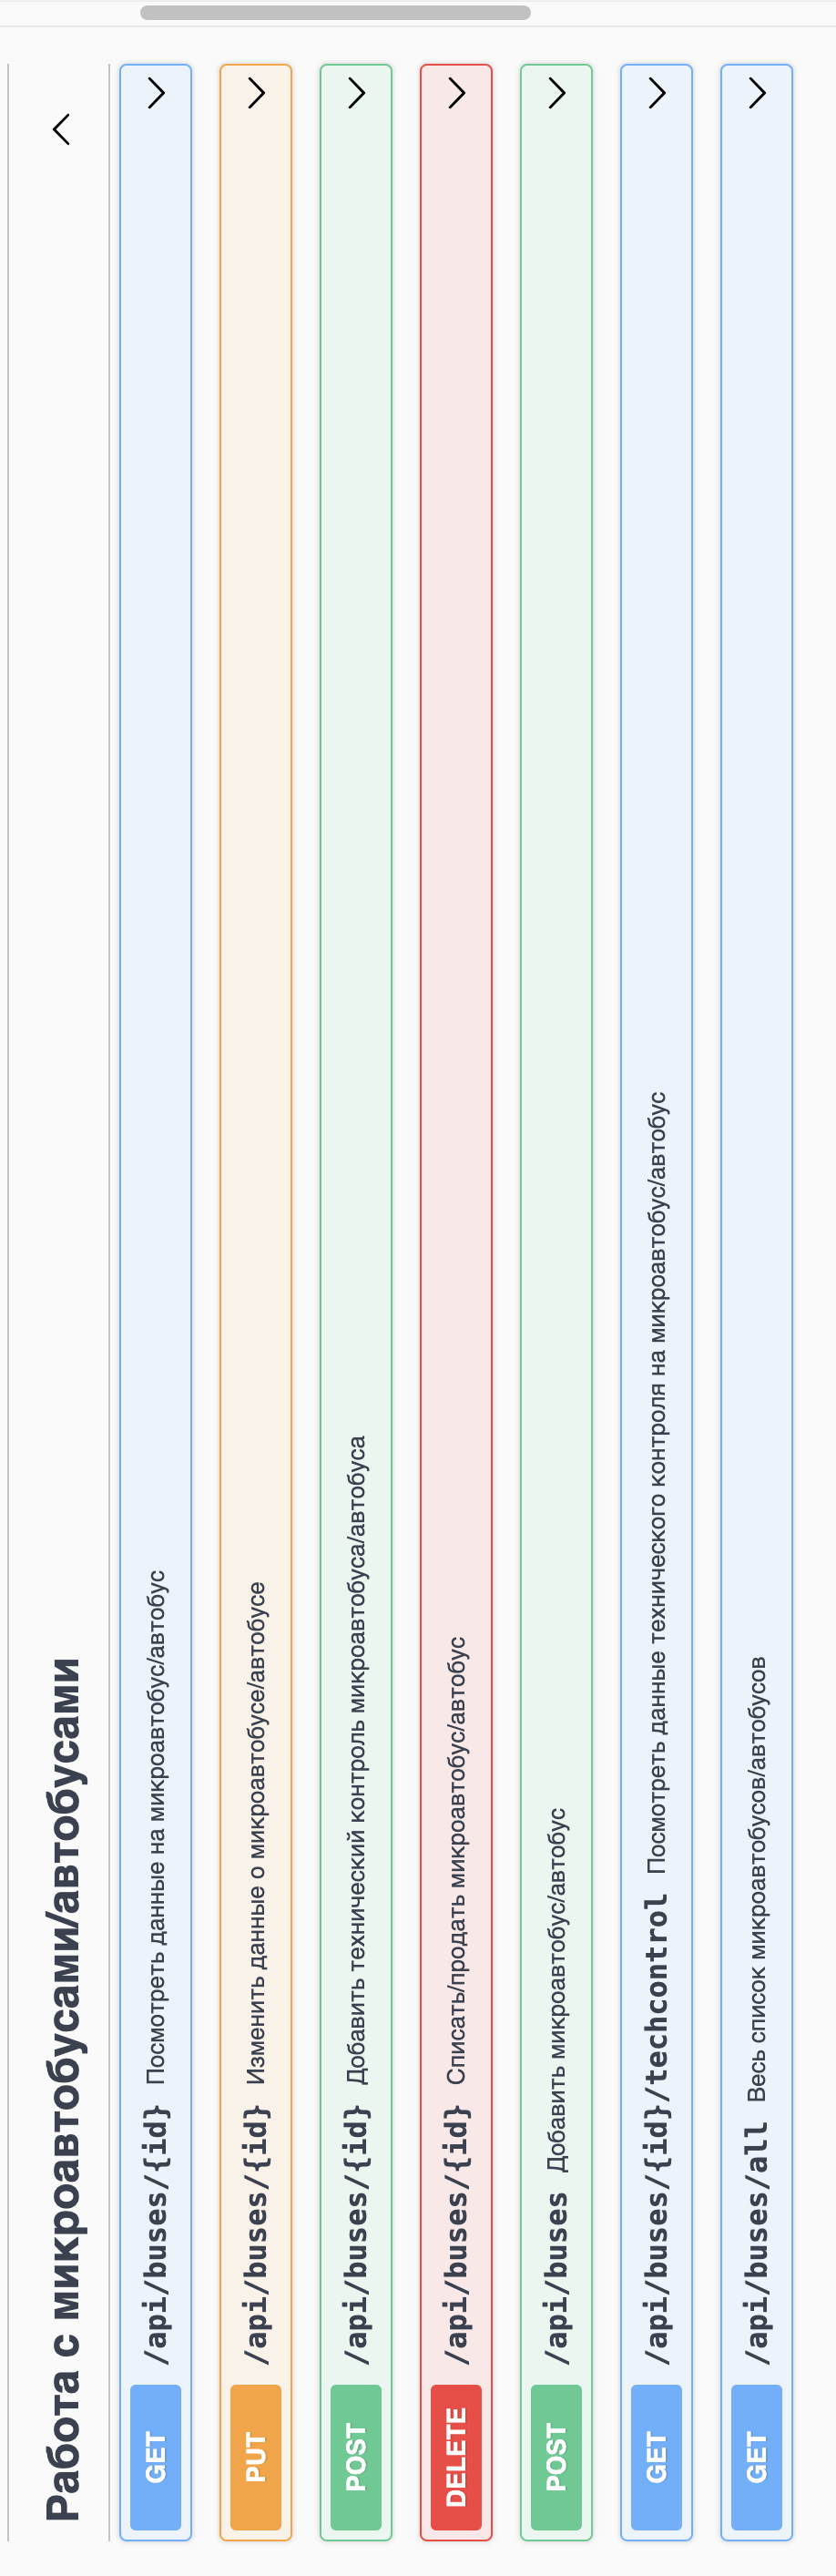 Работа с микроавтобусами/автобусами
GET /api/buses/{id} Посмотреть данные на микроавтобус/автобус
PUT /api/buses/{id} Изменить данные о микроавтобусе/автобусе
POST /api/buses/{id} Добавить технический контроль микроавтобуса/автобуса
DELETE /api/buses/{id} Списать/продать микроавтобус/автобус
POST /api/buses Добавить микроавтобус/автобус
GET /api/buses/{id}/techcontrol Посмотреть данные технического контроля на микроавтобус/автобус
GET /api/buses/all Весь список микроавтобусов/автобусов